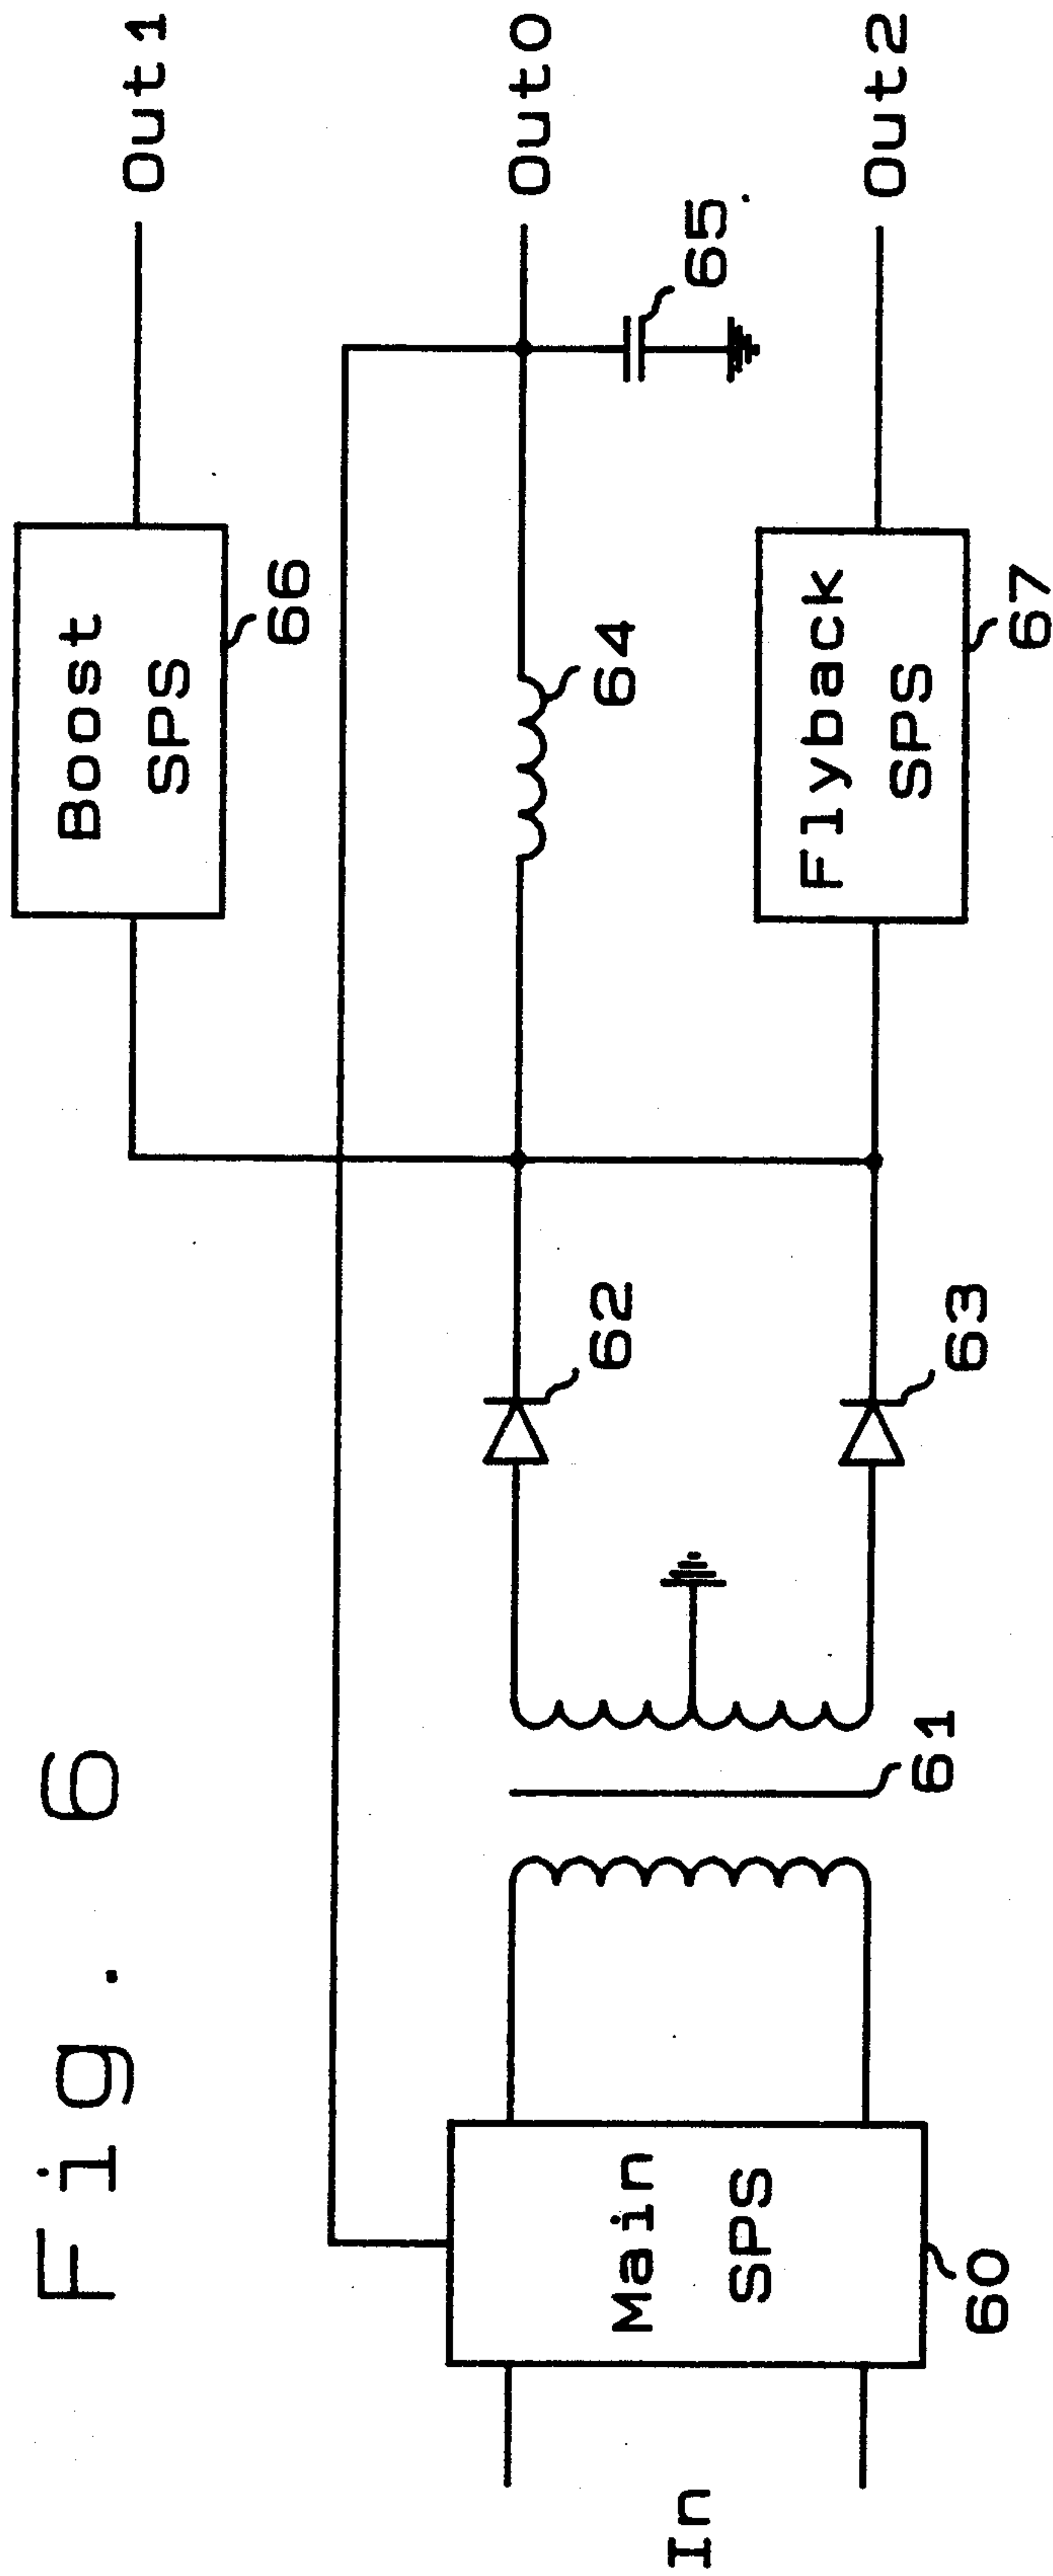 Fig. 6
Boost
SPS
66
Out1
In
Main
SPS
60
61
62
63
64
65
Out0
Flyback
SPS
67
Out2